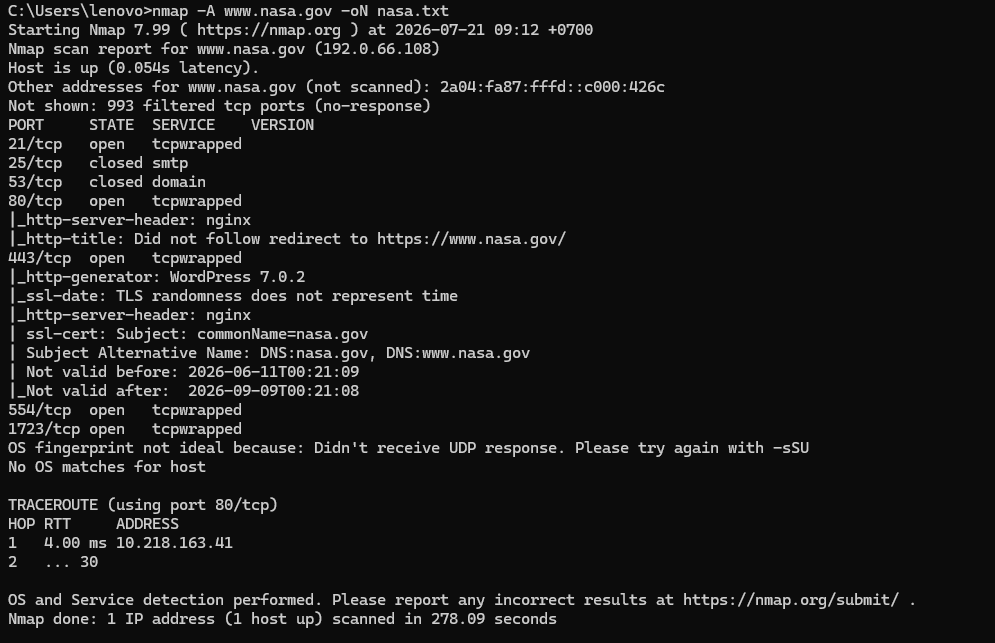 C:\Users\lenovo>nmap -A www.nasa.gov -oN nasa.txt
Starting Nmap 7.99 ( https://nmap.org ) at 2026-07-21 09:12 +0700
Nmap scan report for www.nasa.gov (192.0.66.108)
Host is up (0.054s latency).
Other addresses for www.nasa.gov (not scanned): 2a04:fa87:fffd::c000:426c
Not shown: 993 filtered tcp ports (no-response)
PORT     STATE  SERVICE    VERSION
21/tcp   open   tcpwrapped
25/tcp   closed smtp
53/tcp   closed domain
80/tcp   open   tcpwrapped
|_http-server-header: nginx
|_http-title: Did not follow redirect to https://www.nasa.gov/
443/tcp  open   tcpwrapped
|_http-generator: WordPress 7.0.2
|_ssl-date: TLS randomness does not represent time
|_http-server-header: nginx
| ssl-cert: Subject: commonName=nasa.gov
| Subject Alternative Name: DNS:nasa.gov, DNS:www.nasa.gov
| Not valid before: 2026-06-11T00:21:09
|_Not valid after:  2026-09-09T00:21:08
554/tcp  open   tcpwrapped
1723/tcp open   tcpwrapped
OS fingerprint not ideal because: Didn't receive UDP response. Please try again with -sSU
No OS matches for host

TRACEROUTE (using port 80/tcp)
HOP RTT     ADDRESS
1   4.00 ms 10.218.163.41
2   ... 30

OS and Service detection performed. Please report any incorrect results at https://nmap.org/submit/ .
Nmap done: 1 IP address (1 host up) scanned in 278.09 seconds